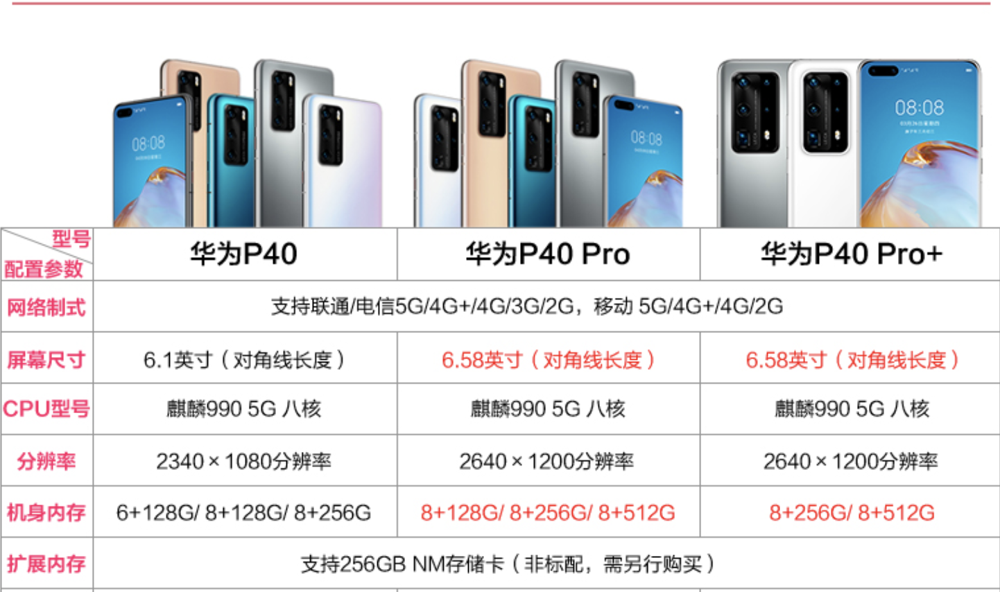 08:08
08:08
08:08
型号
配置参数
华为P40
华为P40 Pro
华为P40 Pro+
网络制式
支持联通/电信5G/4G+/4G/3G/2G，移动 5G/4G+/4G/2G
屏幕尺寸
6.1英寸（对角线长度）
6.58英寸（对角线长度）
6.58英寸（对角线长度）
CPU型号
麒麟990 5G 八核
麒麟990 5G 八核
麒麟990 5G 八核
分辨率
2340×1080分辨率
2640×1200分辨率
2640×1200分辨率
机身内存
6+128G/ 8+128G/ 8+256G
8+128G/ 8+256G/ 8+512G
8+256G/ 8+512G
扩展内存
支持256GB NM存储卡（非标配，需另行购买）